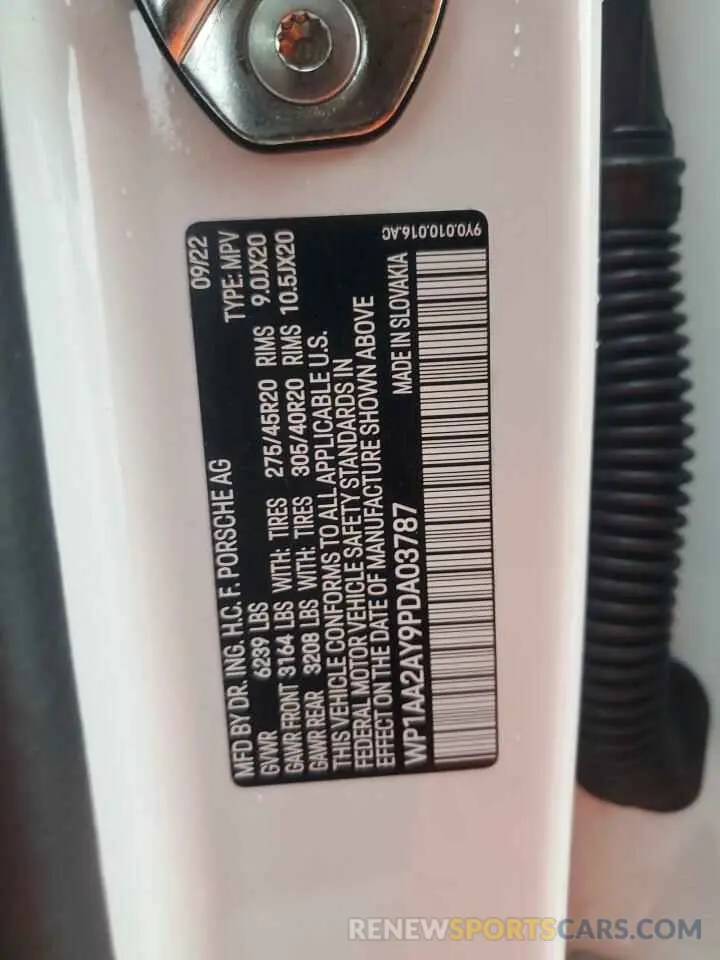 MFD BY DR. ING. H.C. F. PORSCHE AG 09/22
GVWR 6239 LBS TYPE: MPV
GAWR FRONT 3164 LBS WITH: TIRES 275/45R20 RIMS 9.0JX20
GAWR REAR 3208 LBS WITH: TIRES 305/40R20 RIMS 10.5JX20
THIS VEHICLE CONFORMS TO ALL APPLICABLE U.S.
FEDERAL MOTOR VEHICLE SAFETY STANDARDS IN
EFFECT ON THE DATE OF MANUFACTURE SHOWN ABOVE
WP1AA2AY9PDA03787 MADE IN SLOVAKIA
9Y0.010.016.AC
RENEWSPORTSCARS.COM